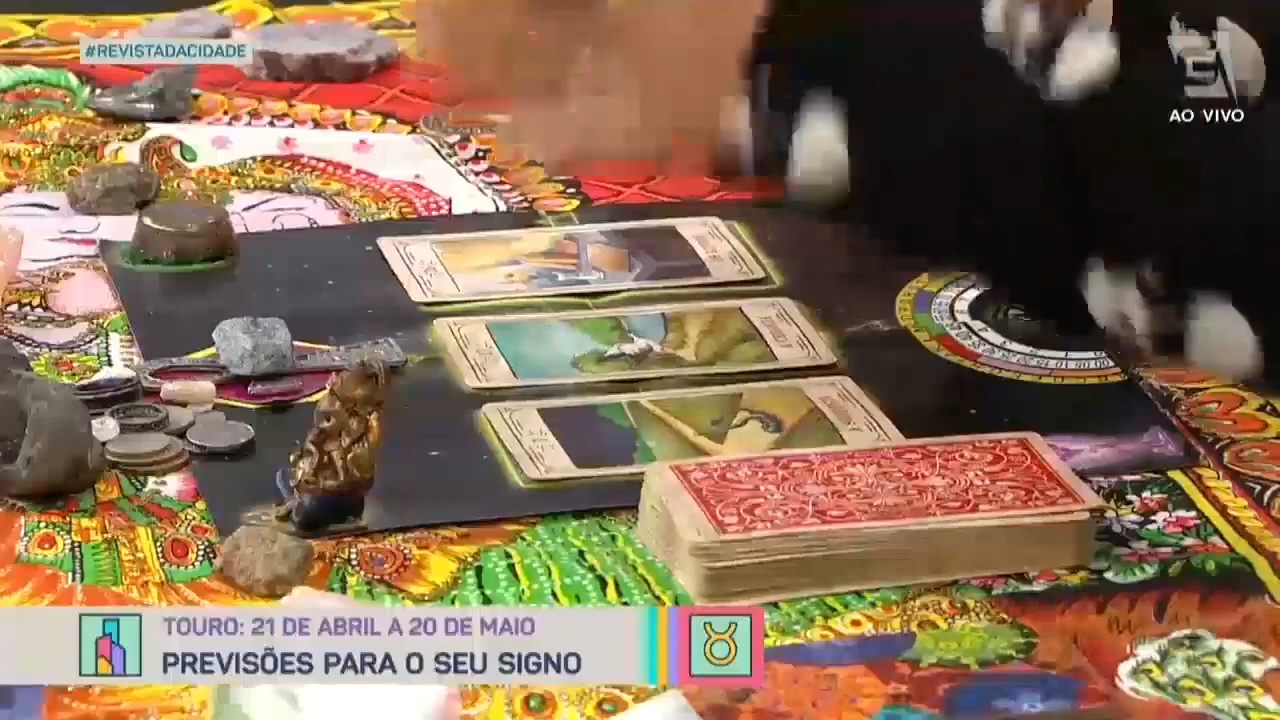 #REVISTADACIDADE
AO VIVO
TOURO: 21 DE ABRIL A 20 DE MAIO
PREVISÕES PARA O SEU SIGNO